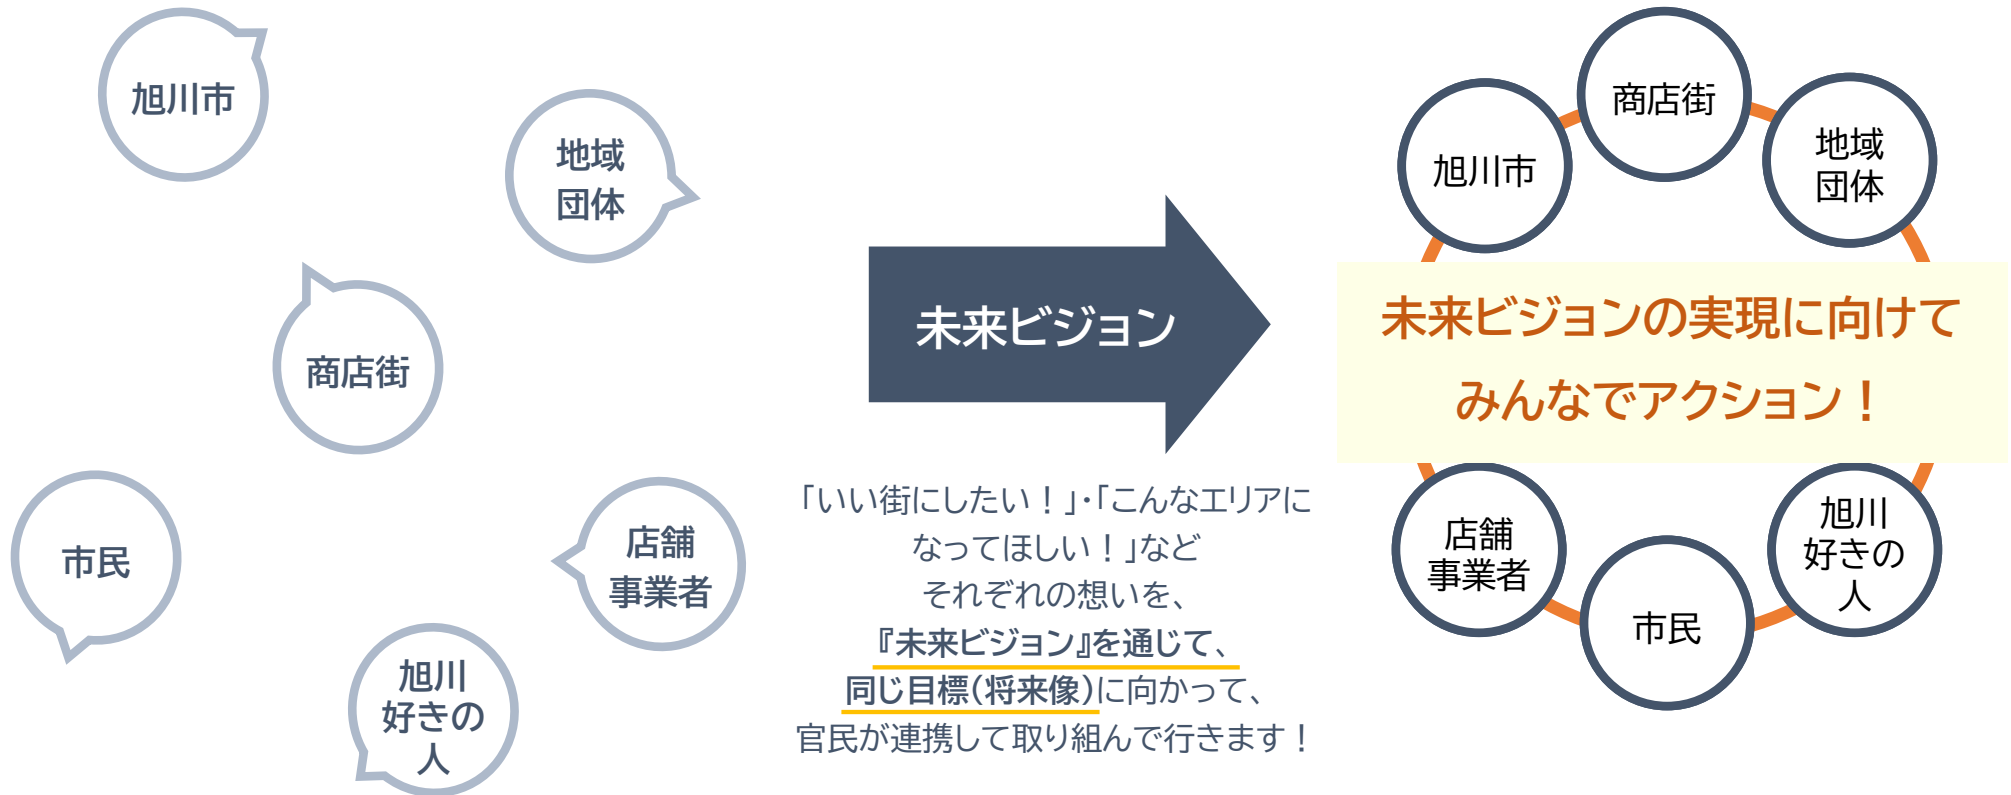 旭川市
地域
団体
商店街
市民
店舗
事業者
旭川
好きの
人
未来ビジョン
「いい街にしたい！」・「こんなエリアに
なってほしい！」など
それぞれの想いを、
『未来ビジョン』を通じて、
同じ目標(将来像)に向かって、
官民が連携して取り組んで行きます！
商店街
旭川市
地域
団体
未来ビジョンの実現に向けて
みんなでアクション！
店舗
事業者
市民
旭川
好きの
人